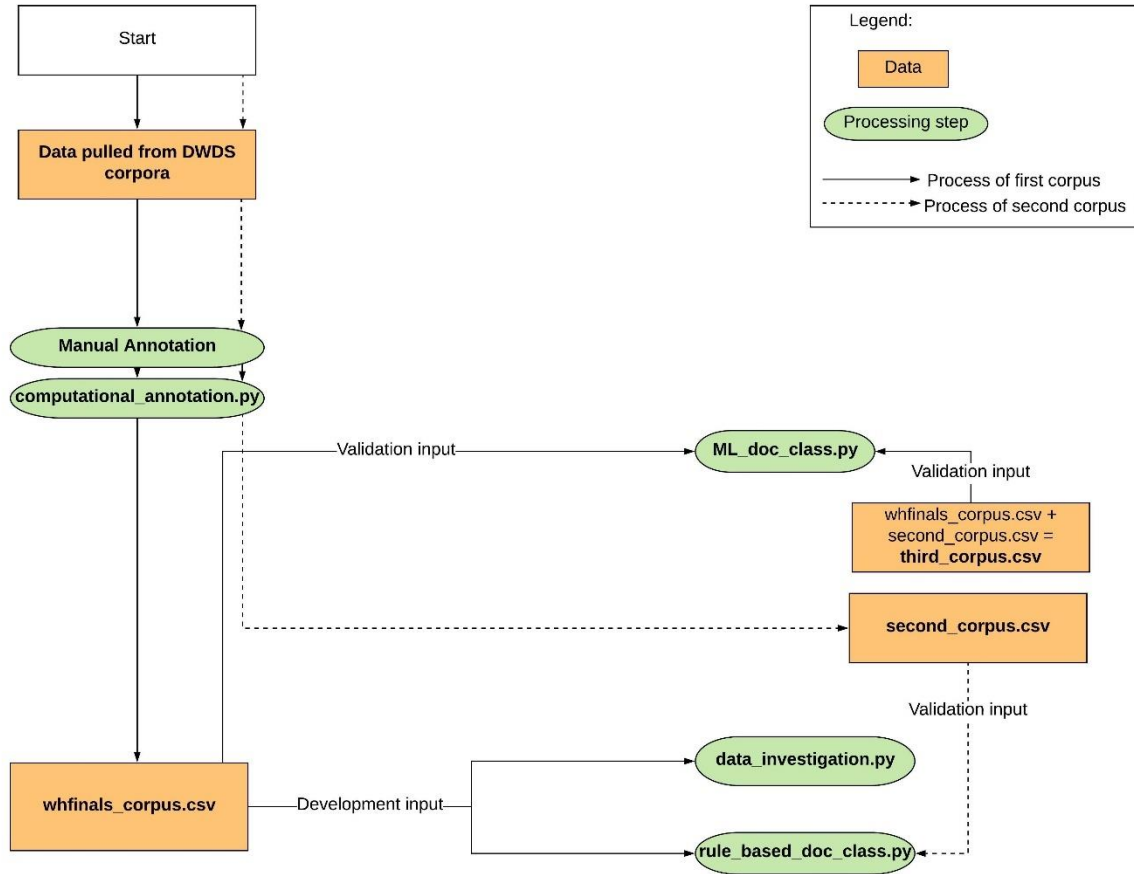 Start
Legend:
Data
Processing step
Process of first corpus
Process of second corpus
Data pulled from DWDS
corpora
Manual Annotation
computational_annotation.py
Validation input
ML_doc_class.py
Validation input
whfinals_corpus.csv +
second_corpus.csv =
third_corpus.csv
second_corpus.csv
Validation input
whfinals_corpus.csv
Development input
data_investigation.py
rule_based_doc_class.py